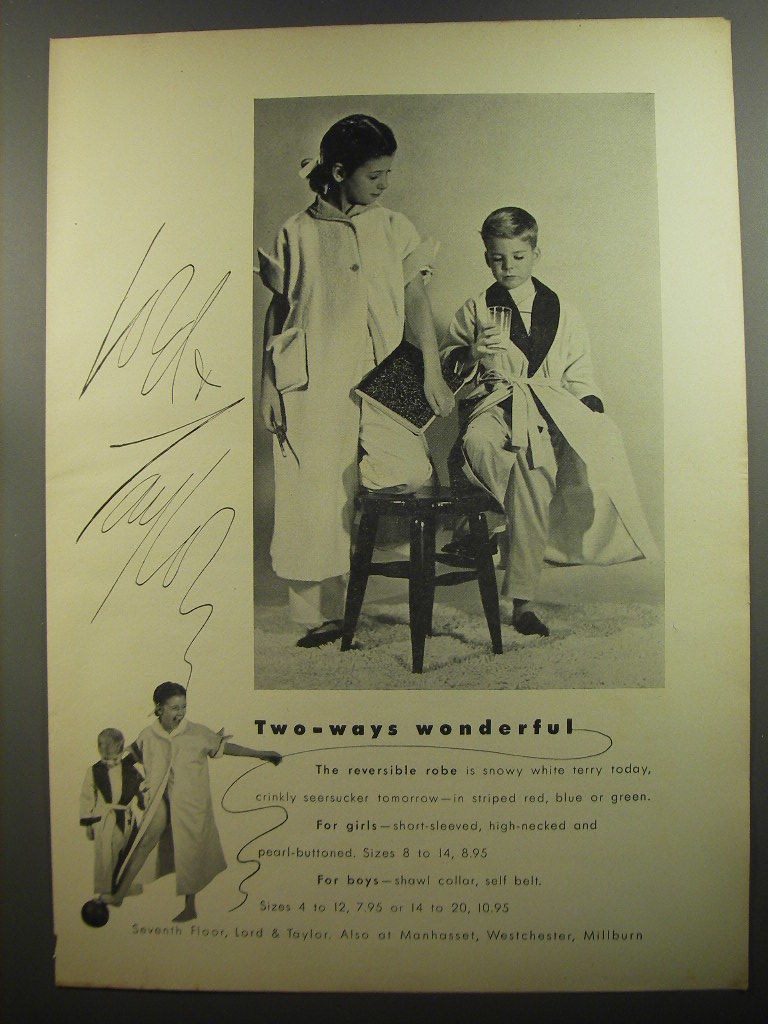 Lord &
Taylor
Two-ways wonderful
The reversible robe is snowy white terry today,
crinkly seersucker tomorrow—in striped red, blue or green.
For girls—short-sleeved, high-necked and
pearl-buttoned. Sizes 8 to 14, 8.95
For boys—shawl collar, self belt.
Sizes 4 to 12, 7.95 or 14 to 20, 10.95
Seventh Floor, Lord & Taylor. Also at Manhasset, Westchester, Millburn